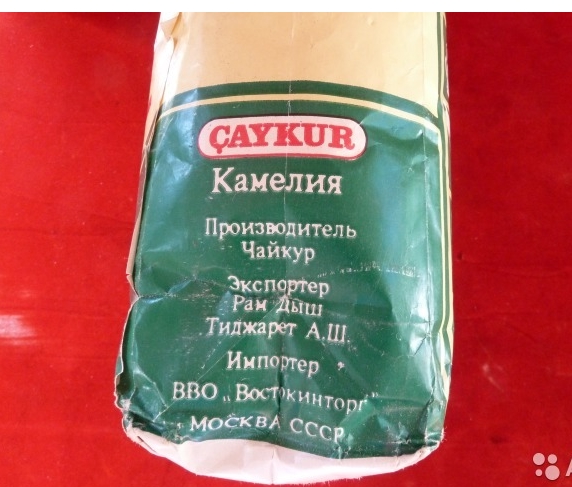 ÇAYKUR
Камелия
Производитель
Чайкур
Экспортер
Рам Дыш
Тиджарет А.Ш.
Импортер
ВВО „Востокинторг"
МОСКВА СССР